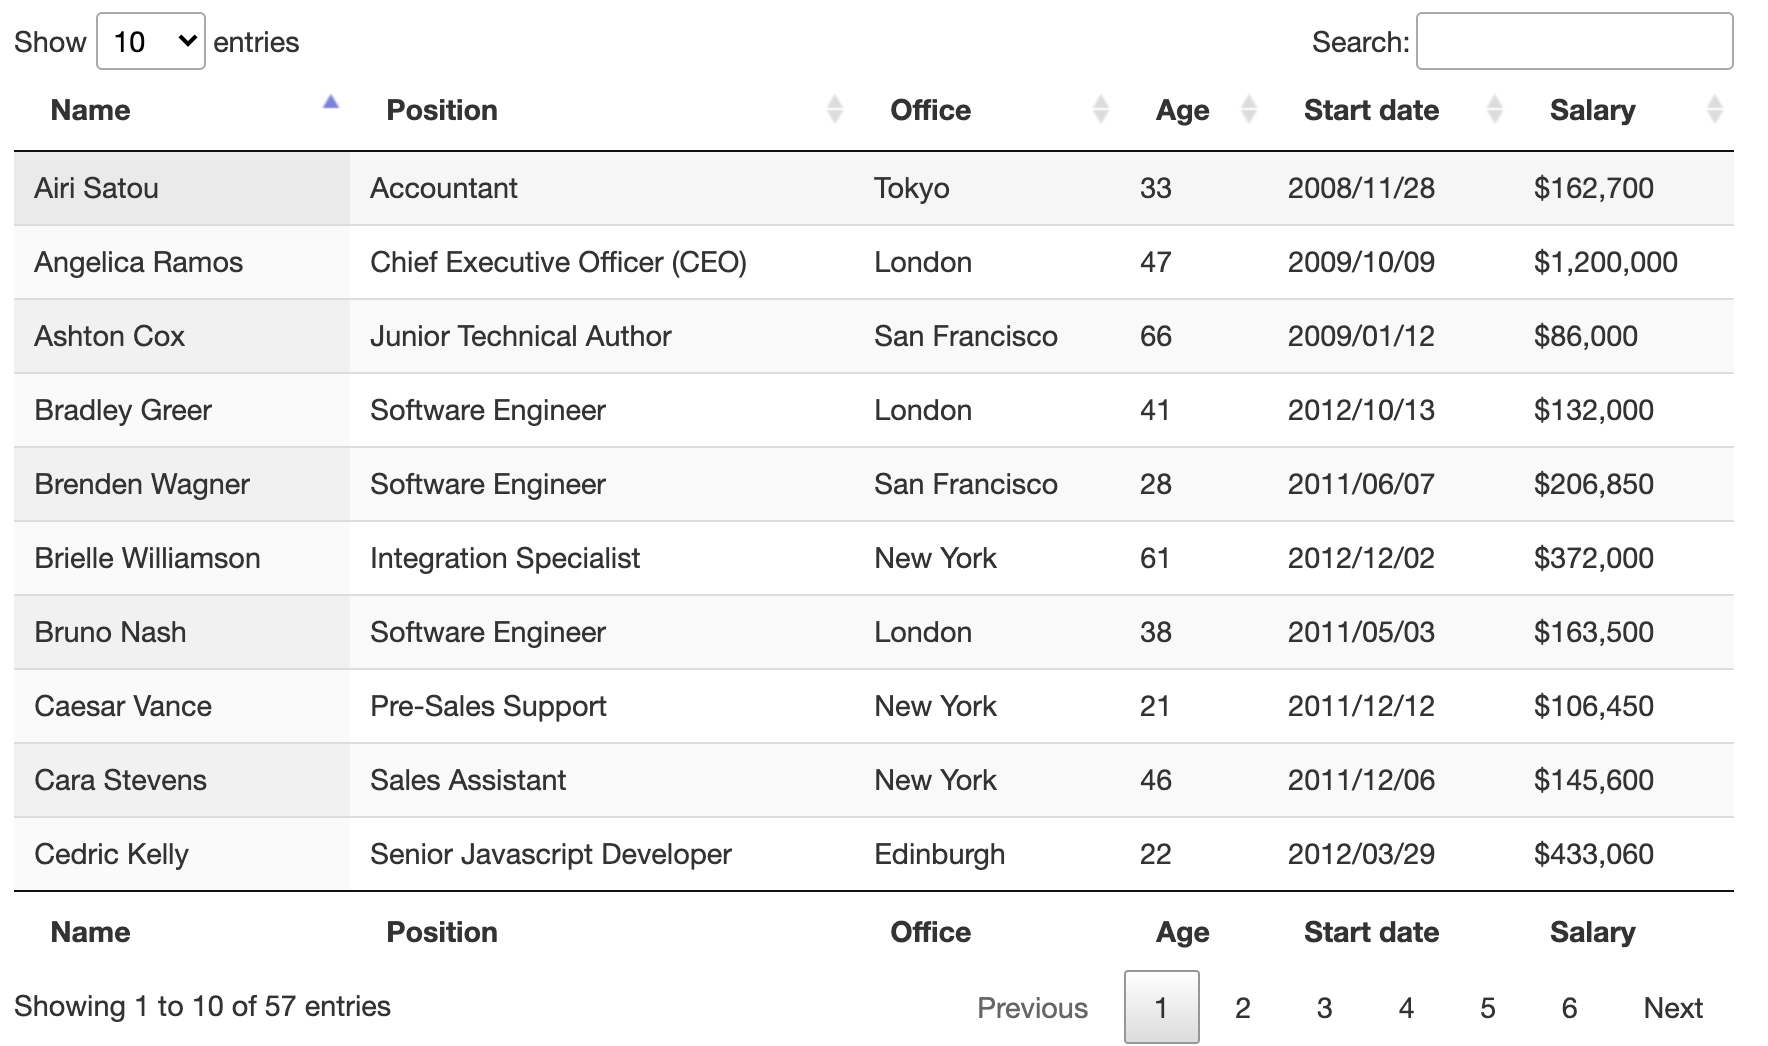 Show 10 entries Search:
Name Position Office Age Start date Salary
Airi Satou Accountant Tokyo 33 2008/11/28 $162,700
Angelica Ramos Chief Executive Officer (CEO) London 47 2009/10/09 $1,200,000
Ashton Cox Junior Technical Author San Francisco 66 2009/01/12 $86,000
Bradley Greer Software Engineer London 41 2012/10/13 $132,000
Brenden Wagner Software Engineer San Francisco 28 2011/06/07 $206,850
Brielle Williamson Integration Specialist New York 61 2012/12/02 $372,000
Bruno Nash Software Engineer London 38 2011/05/03 $163,500
Caesar Vance Pre-Sales Support New York 21 2011/12/12 $106,450
Cara Stevens Sales Assistant New York 46 2011/12/06 $145,600
Cedric Kelly Senior Javascript Developer Edinburgh 22 2012/03/29 $433,060
Name Position Office Age Start date Salary
Showing 1 to 10 of 57 entries Previous 1 2 3 4 5 6 Next